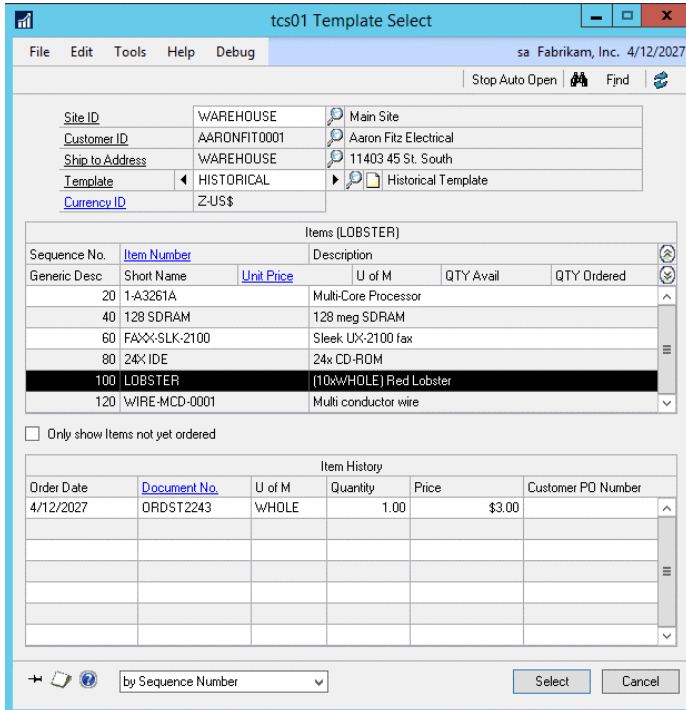 tcs01 Template Select
File Edit Tools Help Debug sa Fabrikam, Inc. 4/12/2027
Stop Auto Open Find
Site ID WAREHOUSE Main Site
Customer ID AARONFIT0001 Aaron Fitz Electrical
Ship to Address WAREHOUSE 11403 45 St. South
Template HISTORICAL Historical Template
Currency ID Z-US$
Items (LOBSTER)
Sequence No. Item Number Description
Generic Desc Short Name Unit Price U of M QTY Avail QTY Ordered
20 1-A3261A Multi-Core Processor
40 128 SDRAM 128 meg SDRAM
60 FAXX-SLK-2100 Sleek UX-2100 fax
80 24X IDE 24x CD-ROM
100 LOBSTER (10xWHOLE) Red Lobster
120 WIRE-MCD-0001 Multi conductor wire
Only show Items not yet ordered
Item History
Order Date Document No. U of M Quantity Price Customer PO Number
4/12/2027 ORDST2243 WHOLE 1.00 $3.00
by Sequence Number Select Cancel